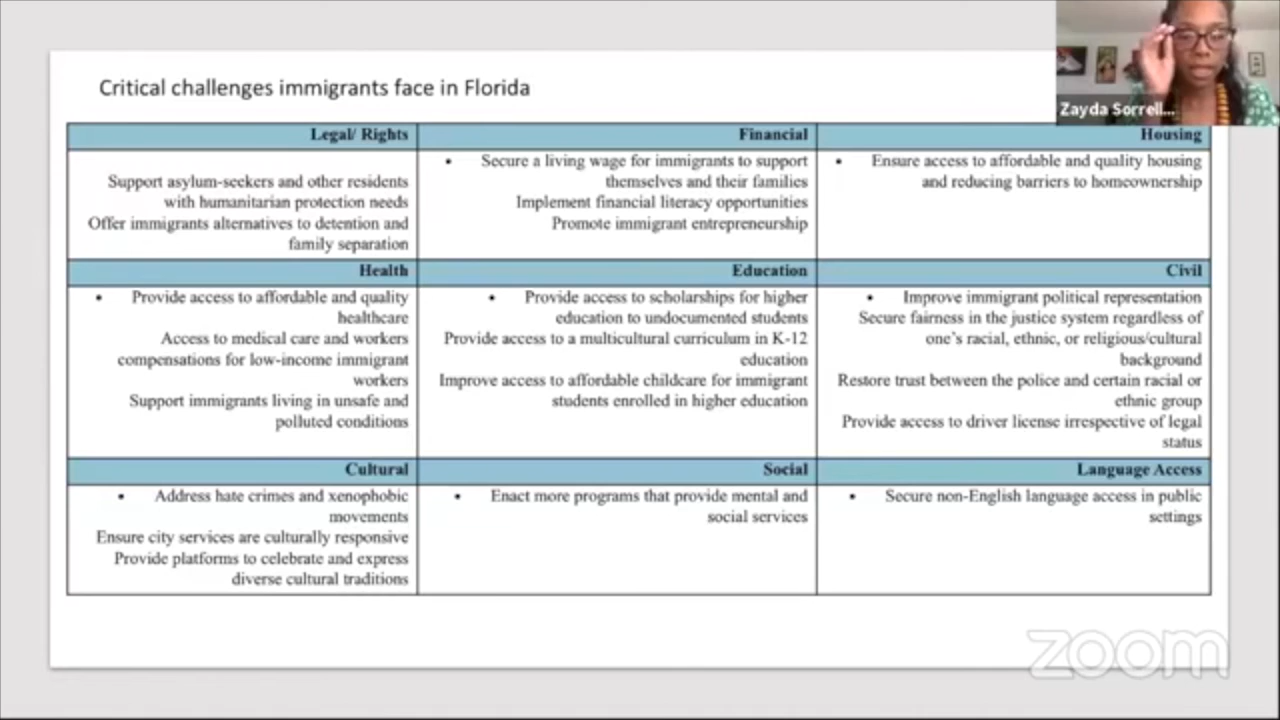 Critical challenges immigrants face in Florida
Zayda Sorrell...
Legal/ Rights
Support asylum-seekers and other residents
with humanitarian protection needs
Offer immigrants alternatives to detention and
family separation
Financial
• Secure a living wage for immigrants to support
themselves and their families
Implement financial literacy opportunities
Promote immigrant entrepreneurship
Housing
• Ensure access to affordable and quality housing
and reducing barriers to homeownership
Health
• Provide access to affordable and quality
healthcare
Access to medical care and workers
compensations for low-income immigrant
workers
Support immigrants living in unsafe and
polluted conditions
Education
• Provide access to scholarships for higher
education to undocumented students
Provide access to a multicultural curriculum in K-12
education
Improve access to affordable childcare for immigrant
students enrolled in higher education
Civil
• Improve immigrant political representation
Secure fairness in the justice system regardless of
one's racial, ethnic, or religious/cultural
background
Restore trust between the police and certain racial or
ethnic group
Provide access to driver license irrespective of legal
status
Cultural
• Address hate crimes and xenophobic
movements
Ensure city services are culturally responsive
Provide platforms to celebrate and express
diverse cultural traditions
Social
• Enact more programs that provide mental and
social services
Language Access
• Secure non-English language access in public
settings
zoom